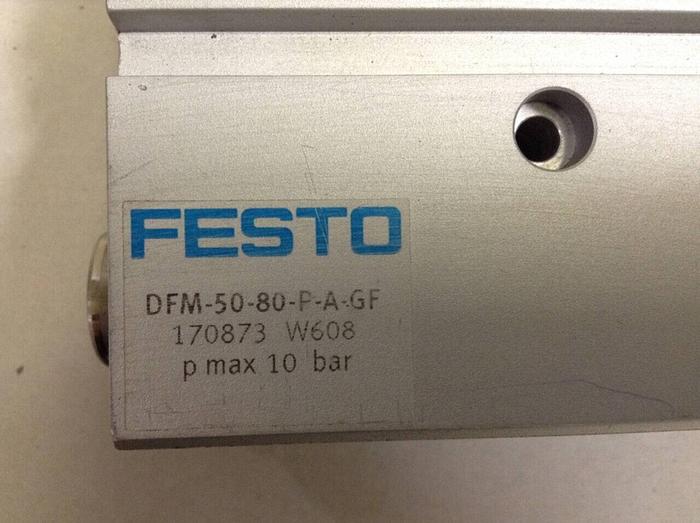 FESTO
DFM-50-80-P-A-GF
170873 W608
p max 10 bar